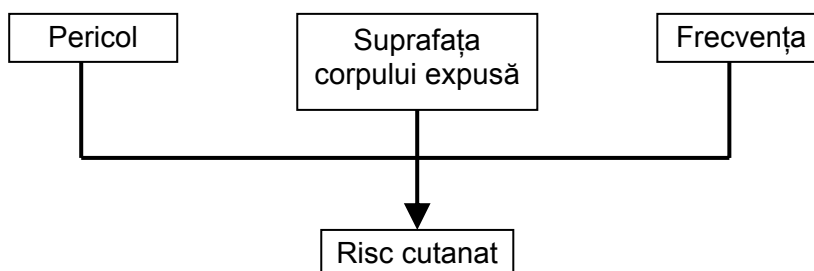 Pericol
Suprafața
corpului expusă
Frecvența
Risc cutanat